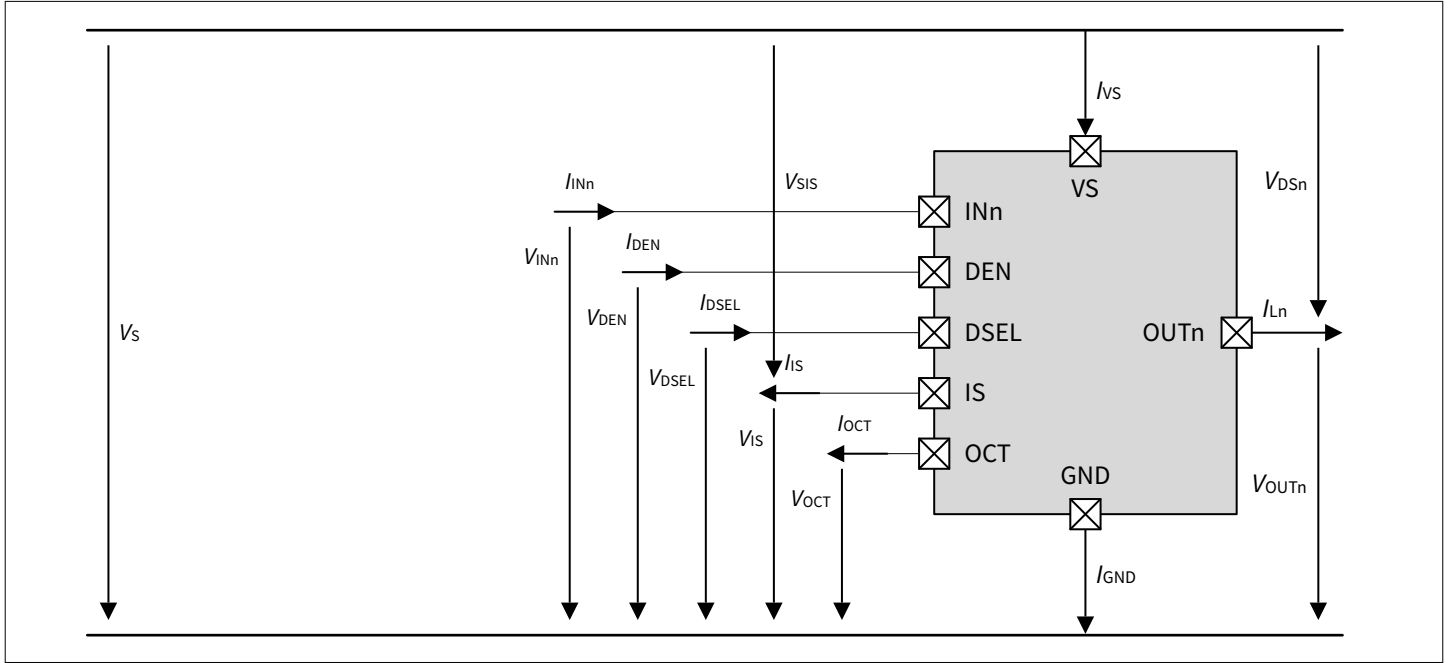 IVS
VS
IINn
VSIS
VDSn
INn
VINn
IDEN
DEN
IDSEL
ILn
VDEN
VS
DSEL
OUTn
IIS
VDSEL
IS
IOCT
VIS
OCT
GND
VOUTn
VOCT
IGND